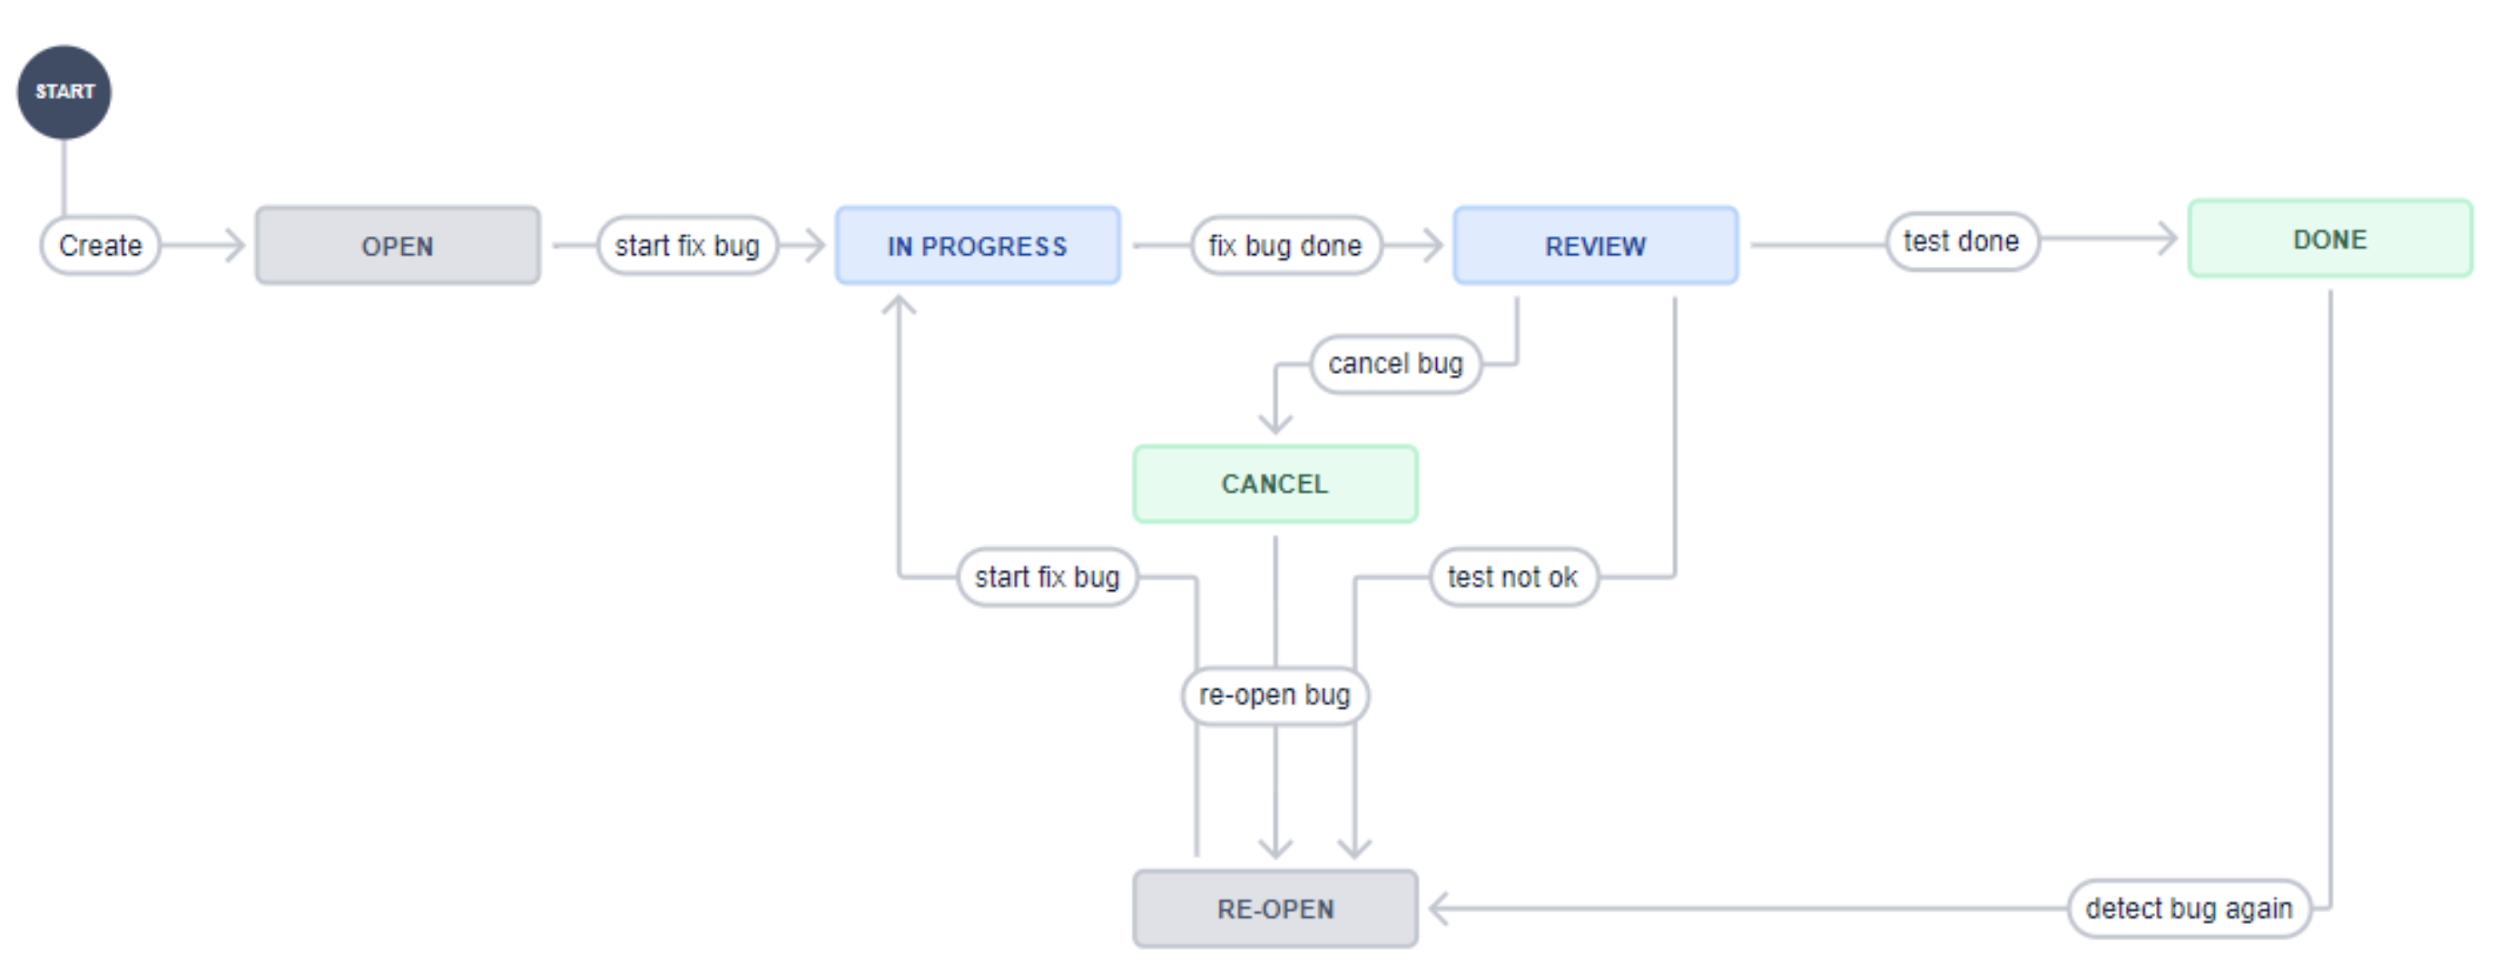 START
Create
OPEN
start fix bug
IN PROGRESS
fix bug done
REVIEW
test done
DONE
cancel bug
CANCEL
start fix bug
test not ok
re-open bug
RE-OPEN
detect bug again